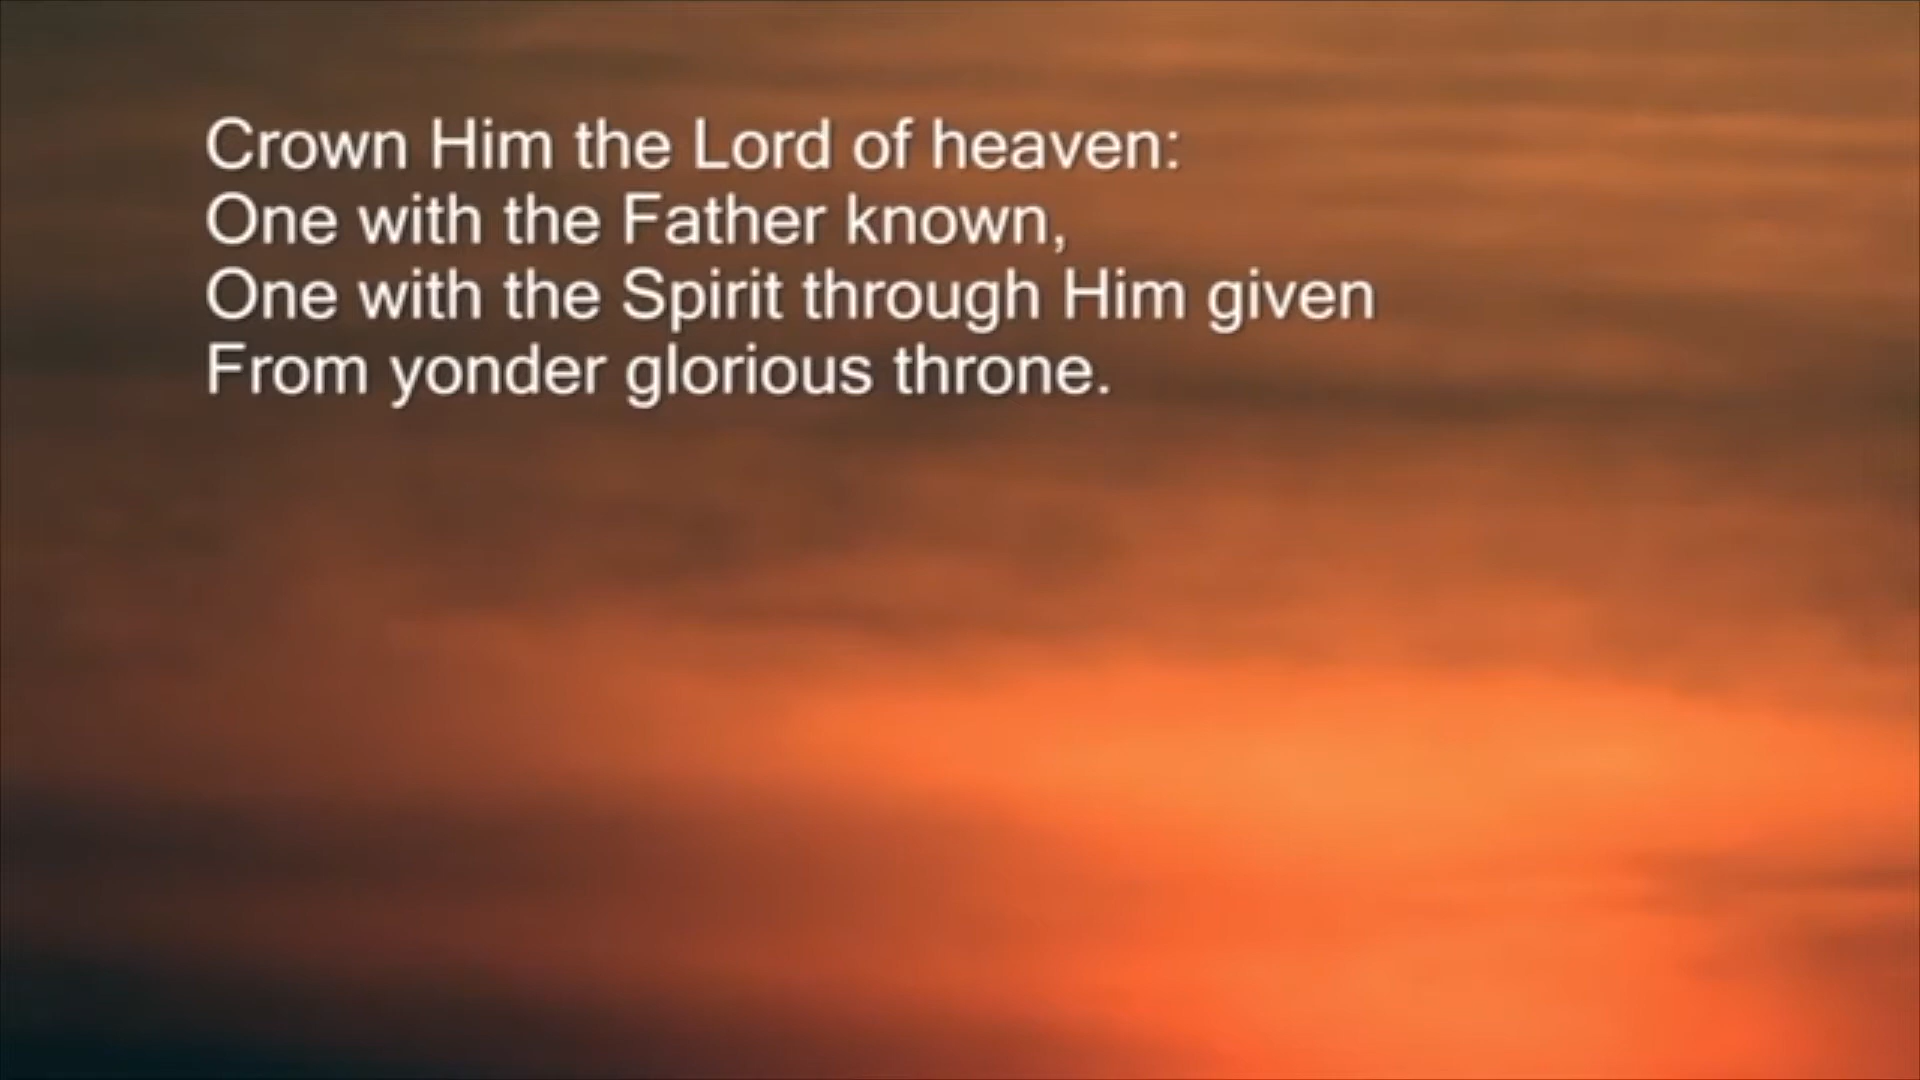 Crown Him the Lord of heaven:
One with the Father known,
One with the Spirit through Him given
From yonder glorious throne.